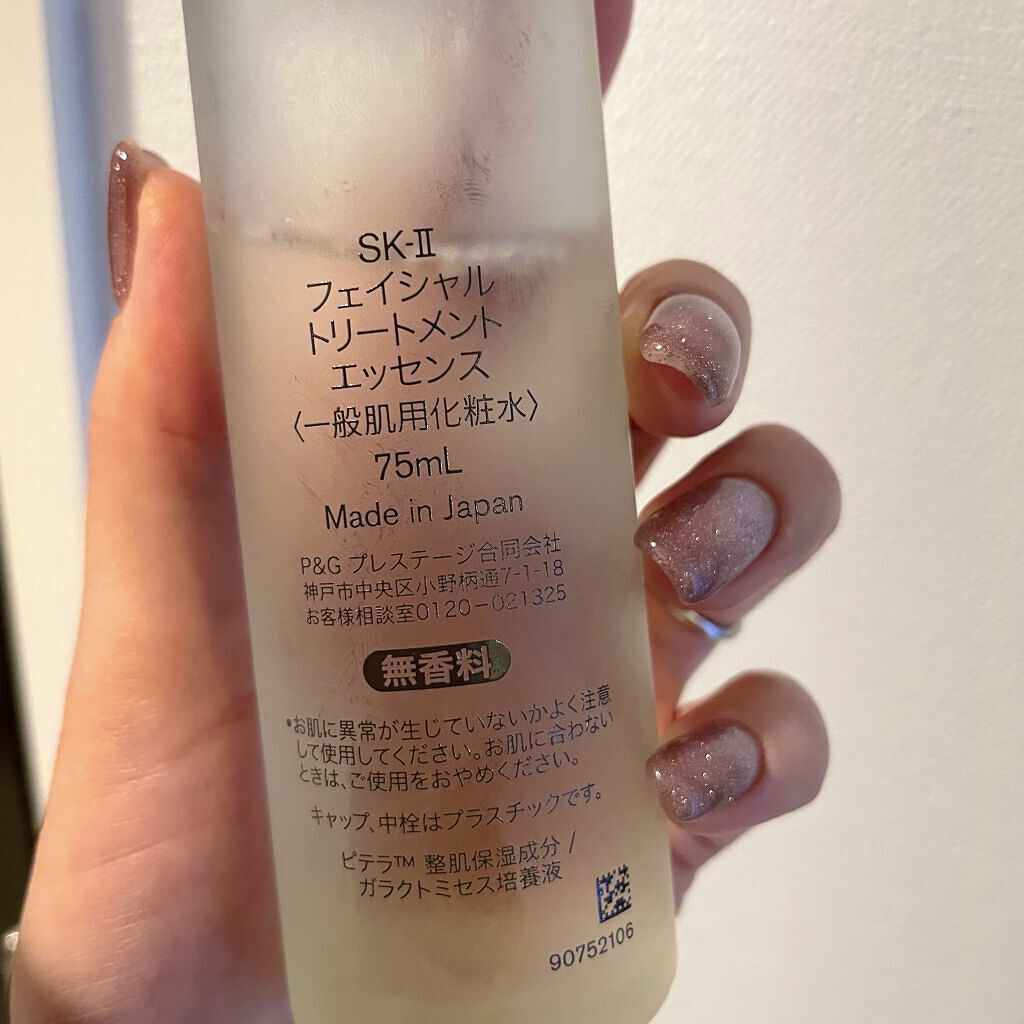 SK-Ⅱ
フェイシャル
トリートメント
エッセンス
〈一般肌用化粧水〉
75mL
Made in Japan
P&G プレステージ合同会社
神戸市中央区小野柄通7-1-18
お客様相談室0120-021325
無香料
•お肌に異常が生じていないかよく注意
して使用してください。お肌に合わない
ときは、ご使用をおやめください。
キャップ、中栓はプラスチックです。
ピテラ™ 整肌保湿成分/
ガラクトミセス培養液
90752106